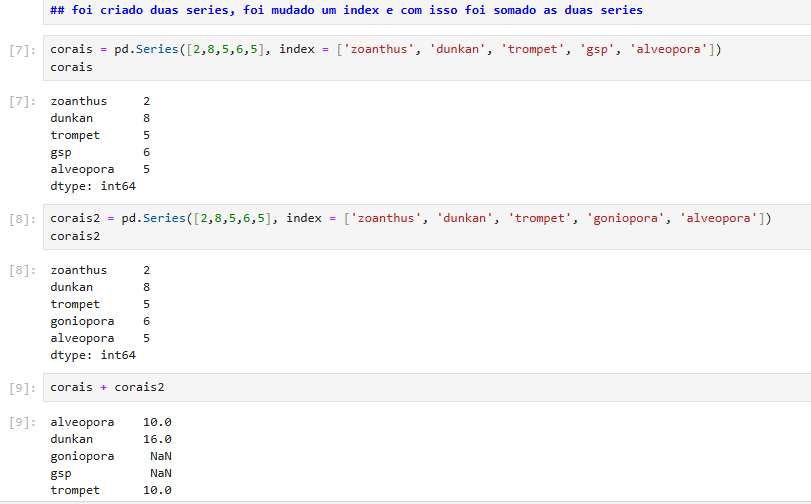 ## foi criado duas series, foi mudado um index e com isso foi somado as duas series
[7]: corais = pd.Series([2,8,5,6,5], index = ['zoanthus', 'dunkan', 'trompet', 'gsp', 'alveopora'])
corais
[7]: zoanthus 2
dunkan 8
trompet 5
gsp 6
alveopora 5
dtype: int64
[8]: corais2 = pd.Series([2,8,5,6,5], index = ['zoanthus', 'dunkan', 'trompet', 'goniopora', 'alveopora'])
corais2
[8]: zoanthus 2
dunkan 8
trompet 5
goniopora 6
alveopora 5
dtype: int64
[9]: corais + corais2
[9]: alveopora 10.0
dunkan 16.0
goniopora NaN
gsp NaN
trompet 10.0